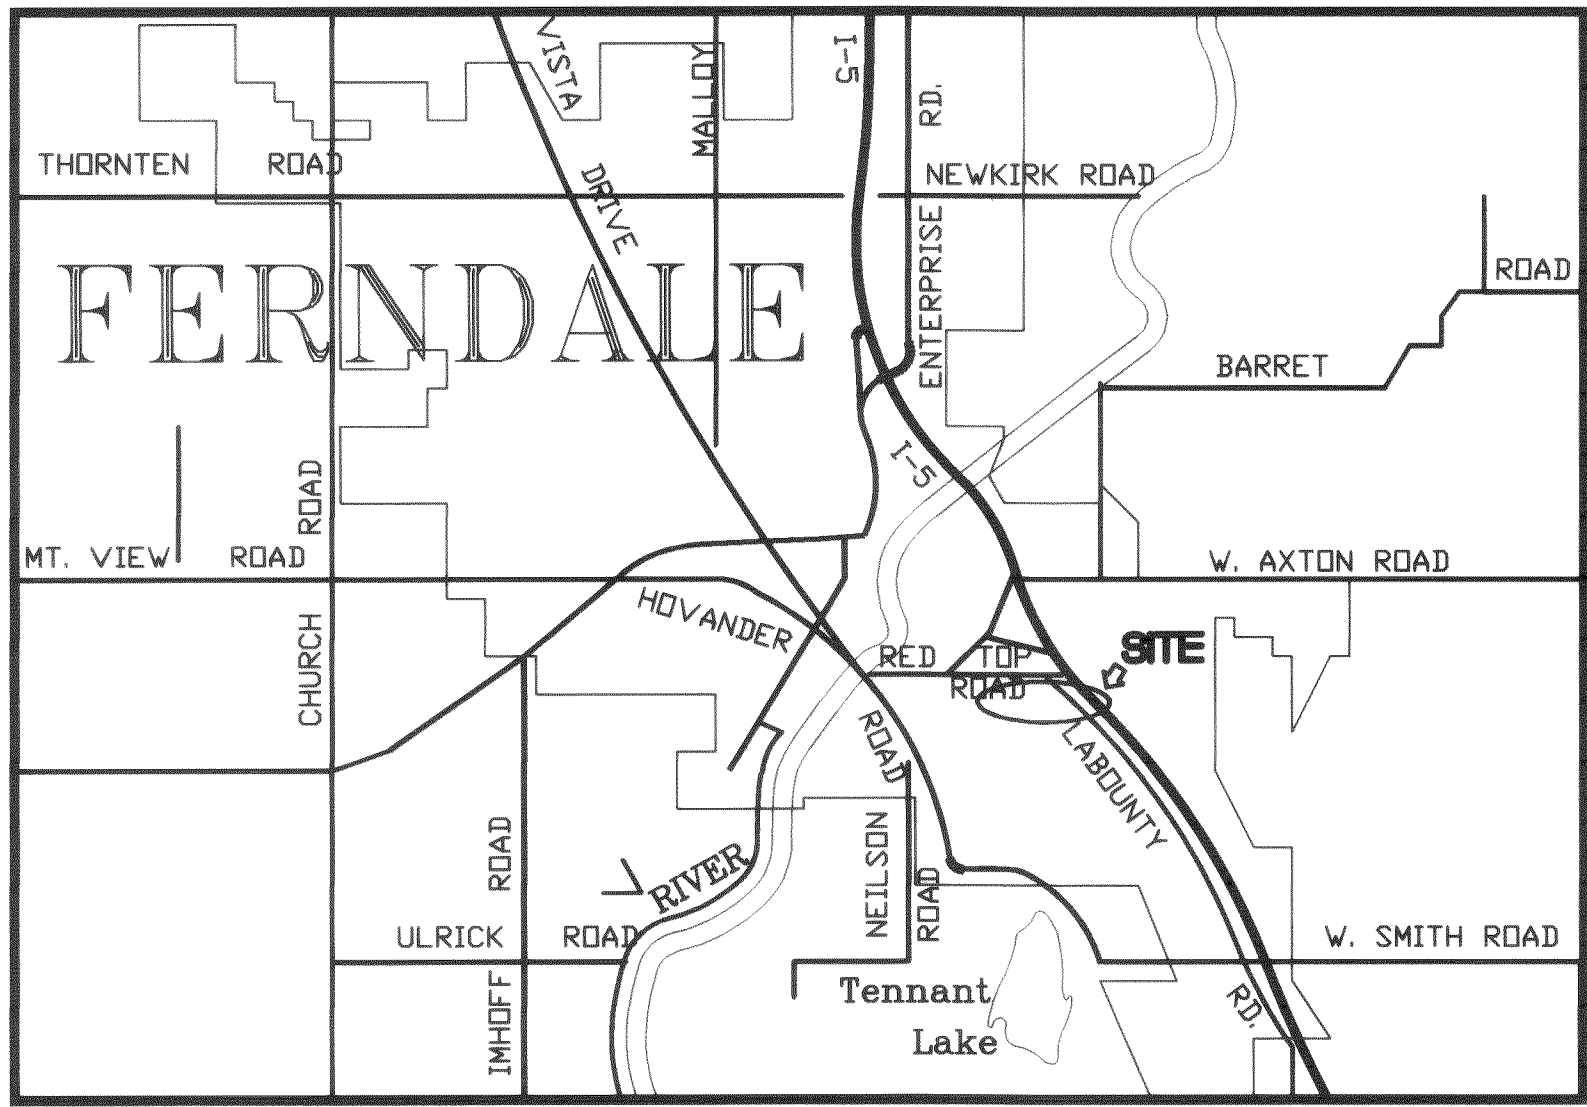 VISTA
DRIVE
MALLOY
I-5
ENTERPRISE RD.
THORNTEN ROAD
NEWKIRK ROAD
FERNDALE
ROAD
BARRET
I-5
CHURCH ROAD
MT. VIEW ROAD
W. AXTON ROAD
HOVANDER
ROAD
RED TOP
ROAD
SITE
LABOUNTY
RD.
IMHOFF ROAD
RIVER
NEILSON
ROAD
ULRICK ROAD
W. SMITH ROAD
Tennant
Lake